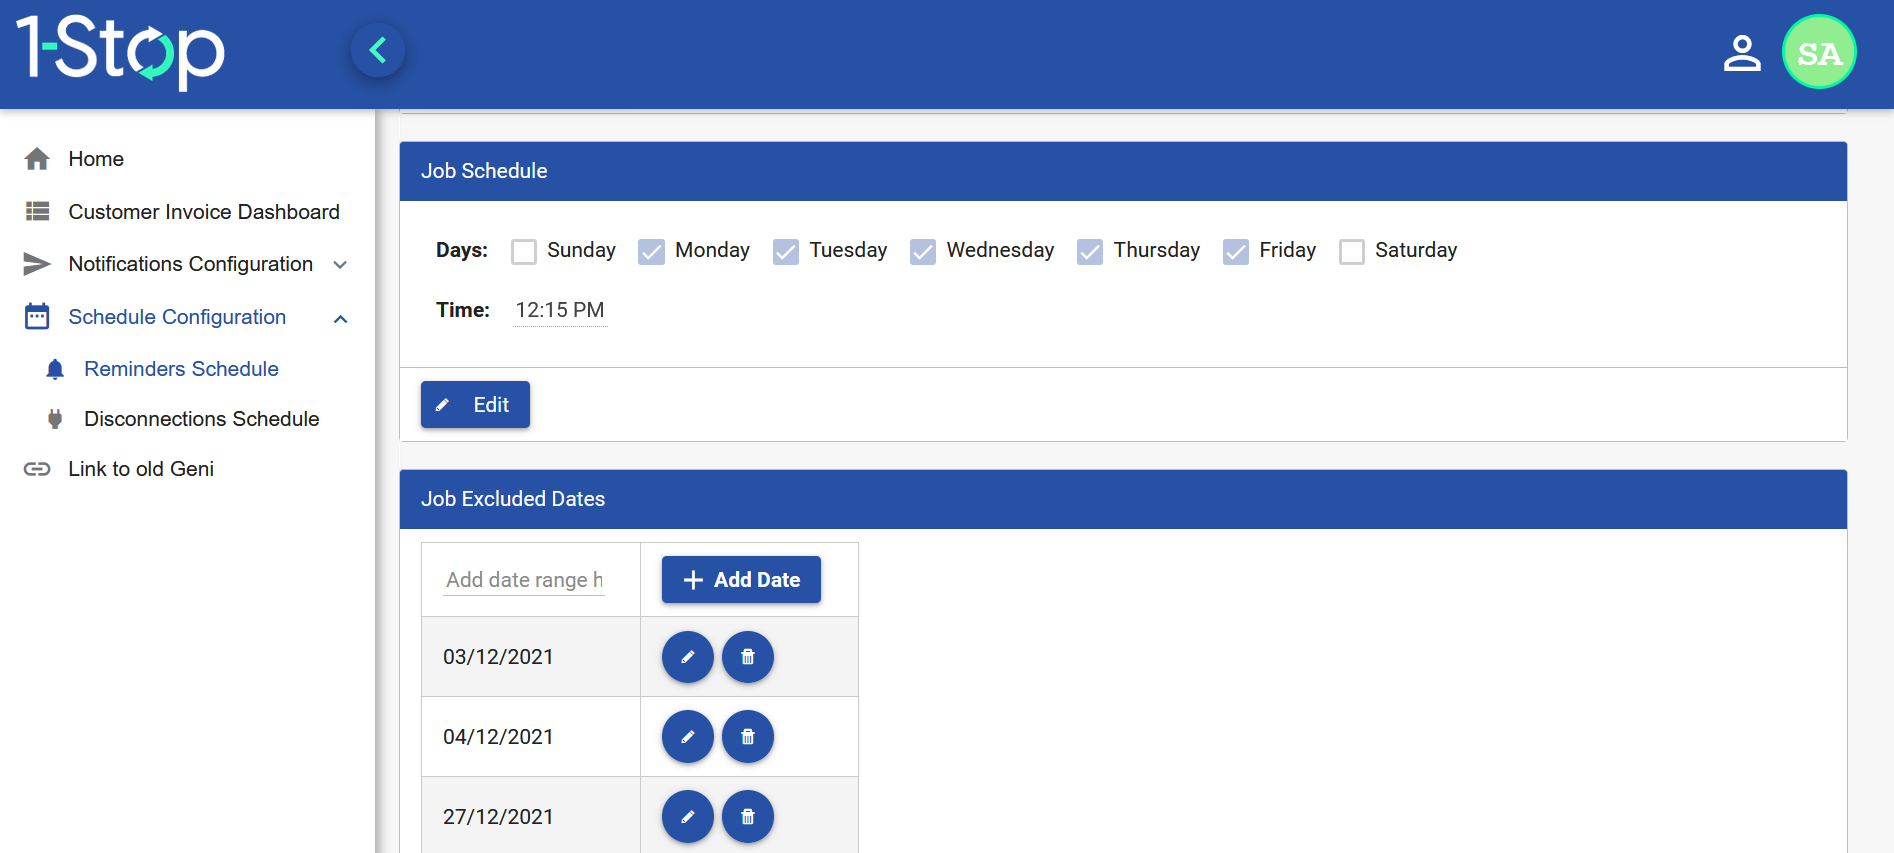 1-Stop
SA
Home
Customer Invoice Dashboard
Notifications Configuration
Schedule Configuration
Reminders Schedule
Disconnections Schedule
Link to old Geni
Job Schedule
Days: Sunday Monday Tuesday Wednesday Thursday Friday Saturday
Time: 12:15 PM
Edit
Job Excluded Dates
Add date range h
Add Date
03/12/2021
04/12/2021
27/12/2021